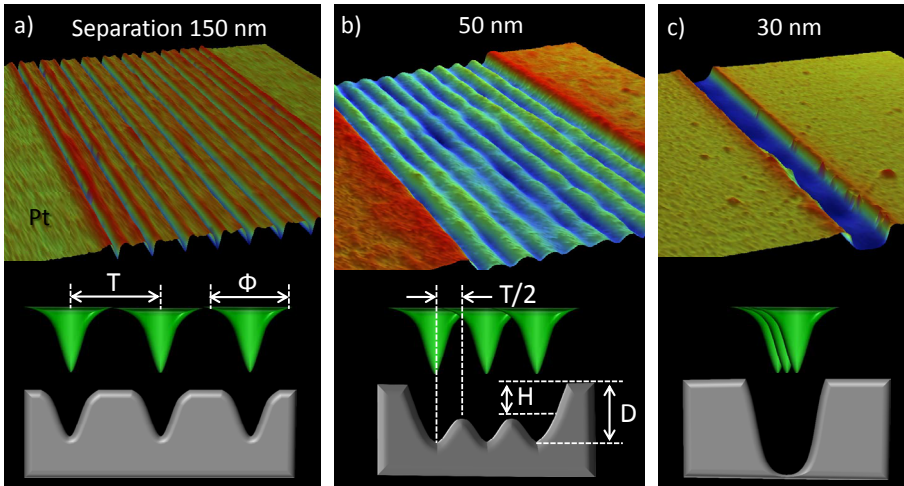 a) Separation 150 nm
Pt
T
Φ
b) 50 nm
T/2
H
D
c) 30 nm